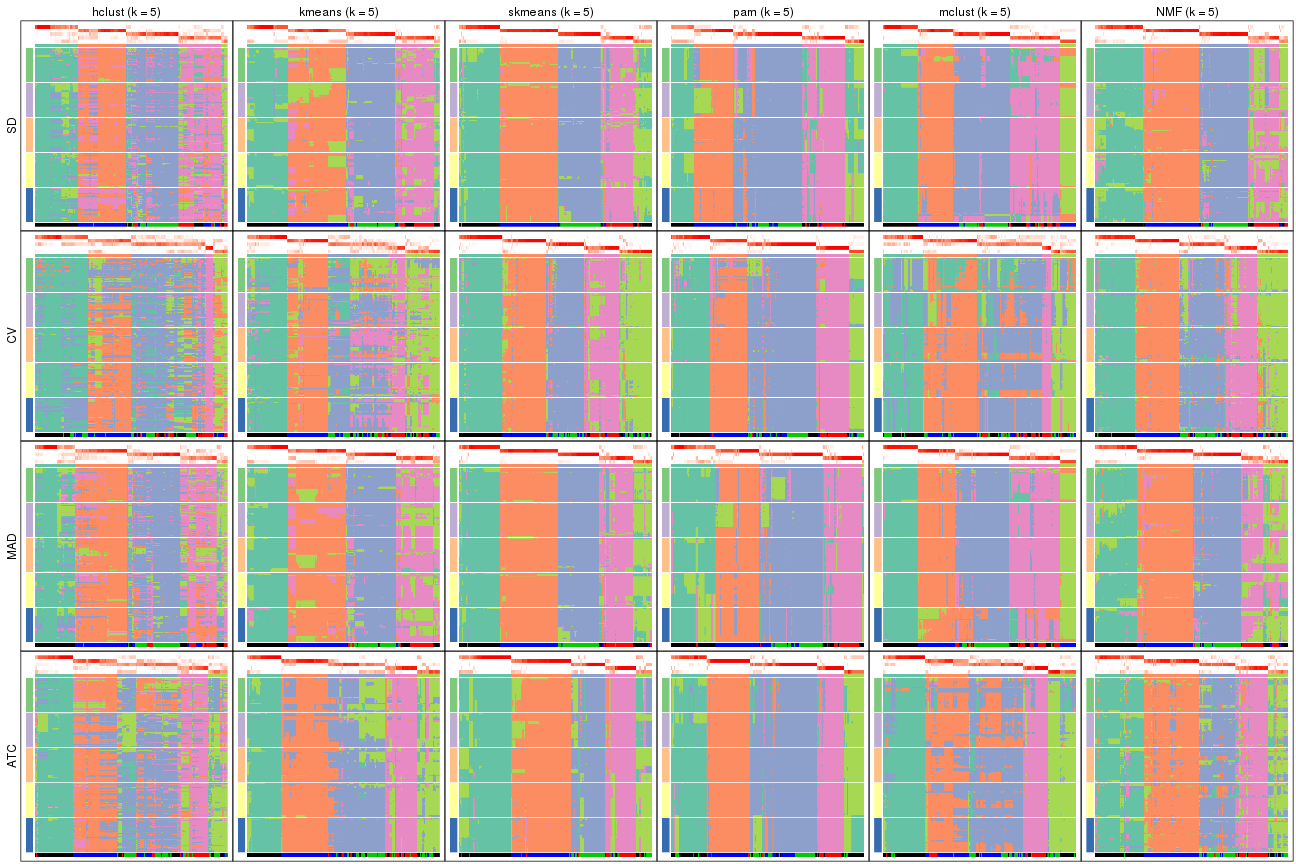 hclust (k = 5)
kmeans (k = 5)
skmeans (k = 5)
pam (k = 5)
mclust (k = 5)
NMF (k = 5)
SD
CV
MAD
ATC